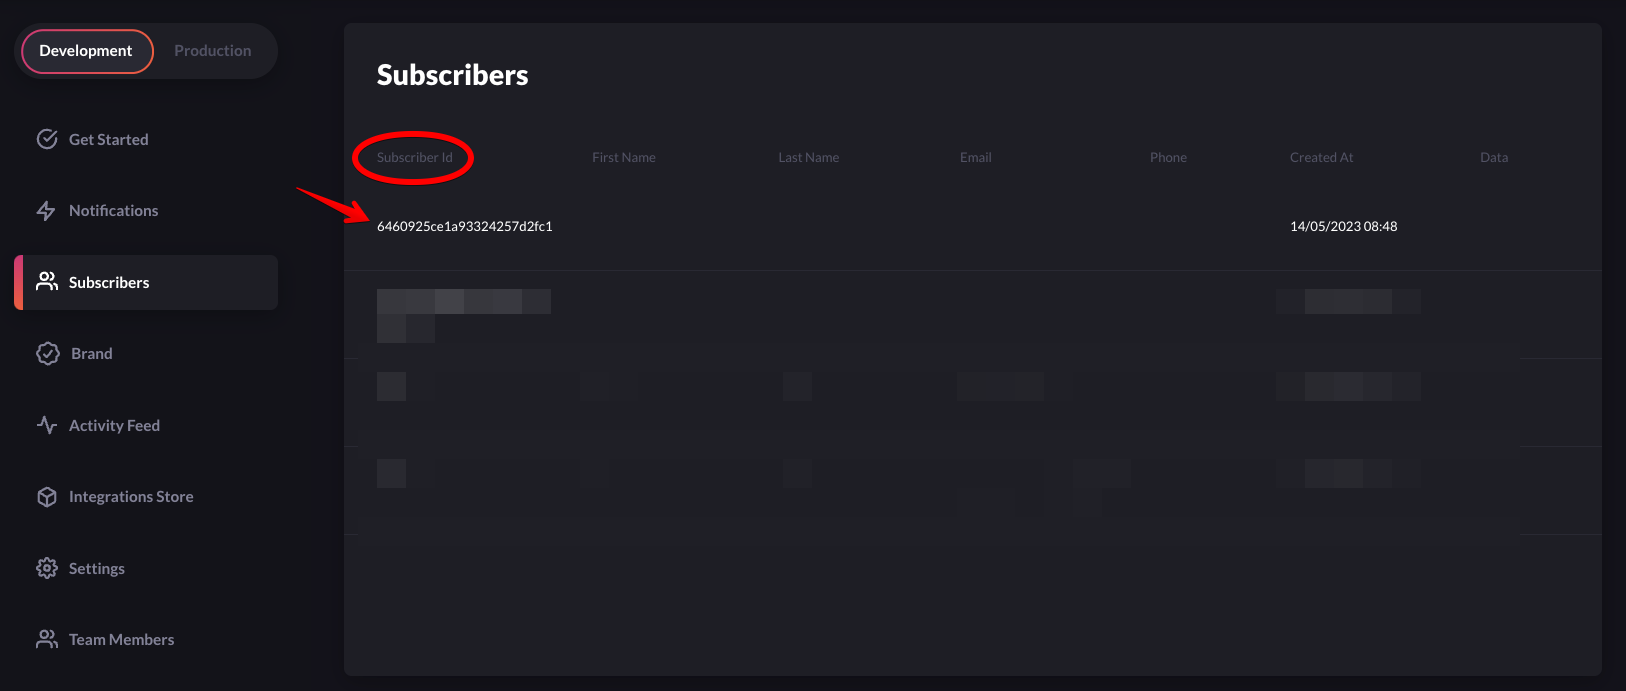 Development Production
Get Started
Notifications
Subscribers
Brand
Activity Feed
Integrations Store
Settings
Team Members
Subscribers
Subscriber Id First Name Last Name Email Phone Created At Data
6460925ce1a93324257d2fc1 14/05/2023 08:48